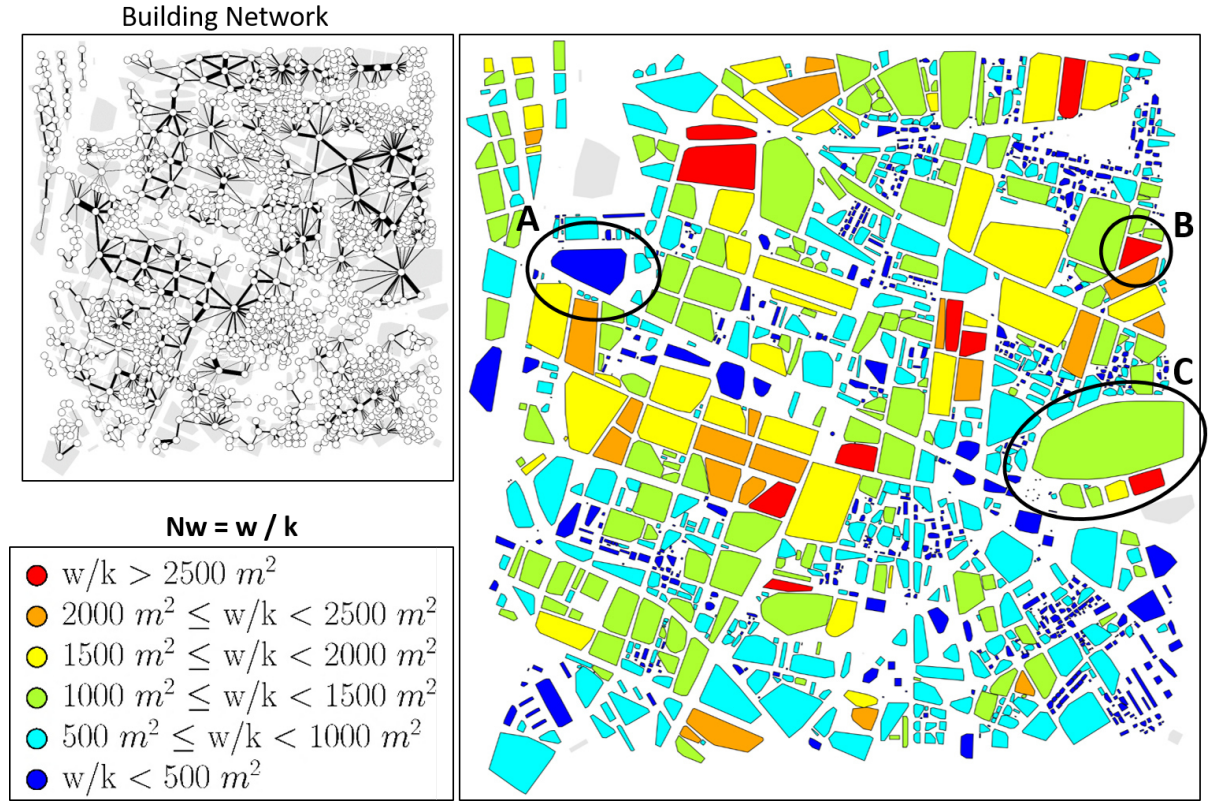 Building Network
A
B
C
Nw = w / k
w/k > 2500 m²
2000 m² ≤ w/k < 2500 m²
1500 m² ≤ w/k < 2000 m²
1000 m² ≤ w/k < 1500 m²
500 m² ≤ w/k < 1000 m²
w/k < 500 m²